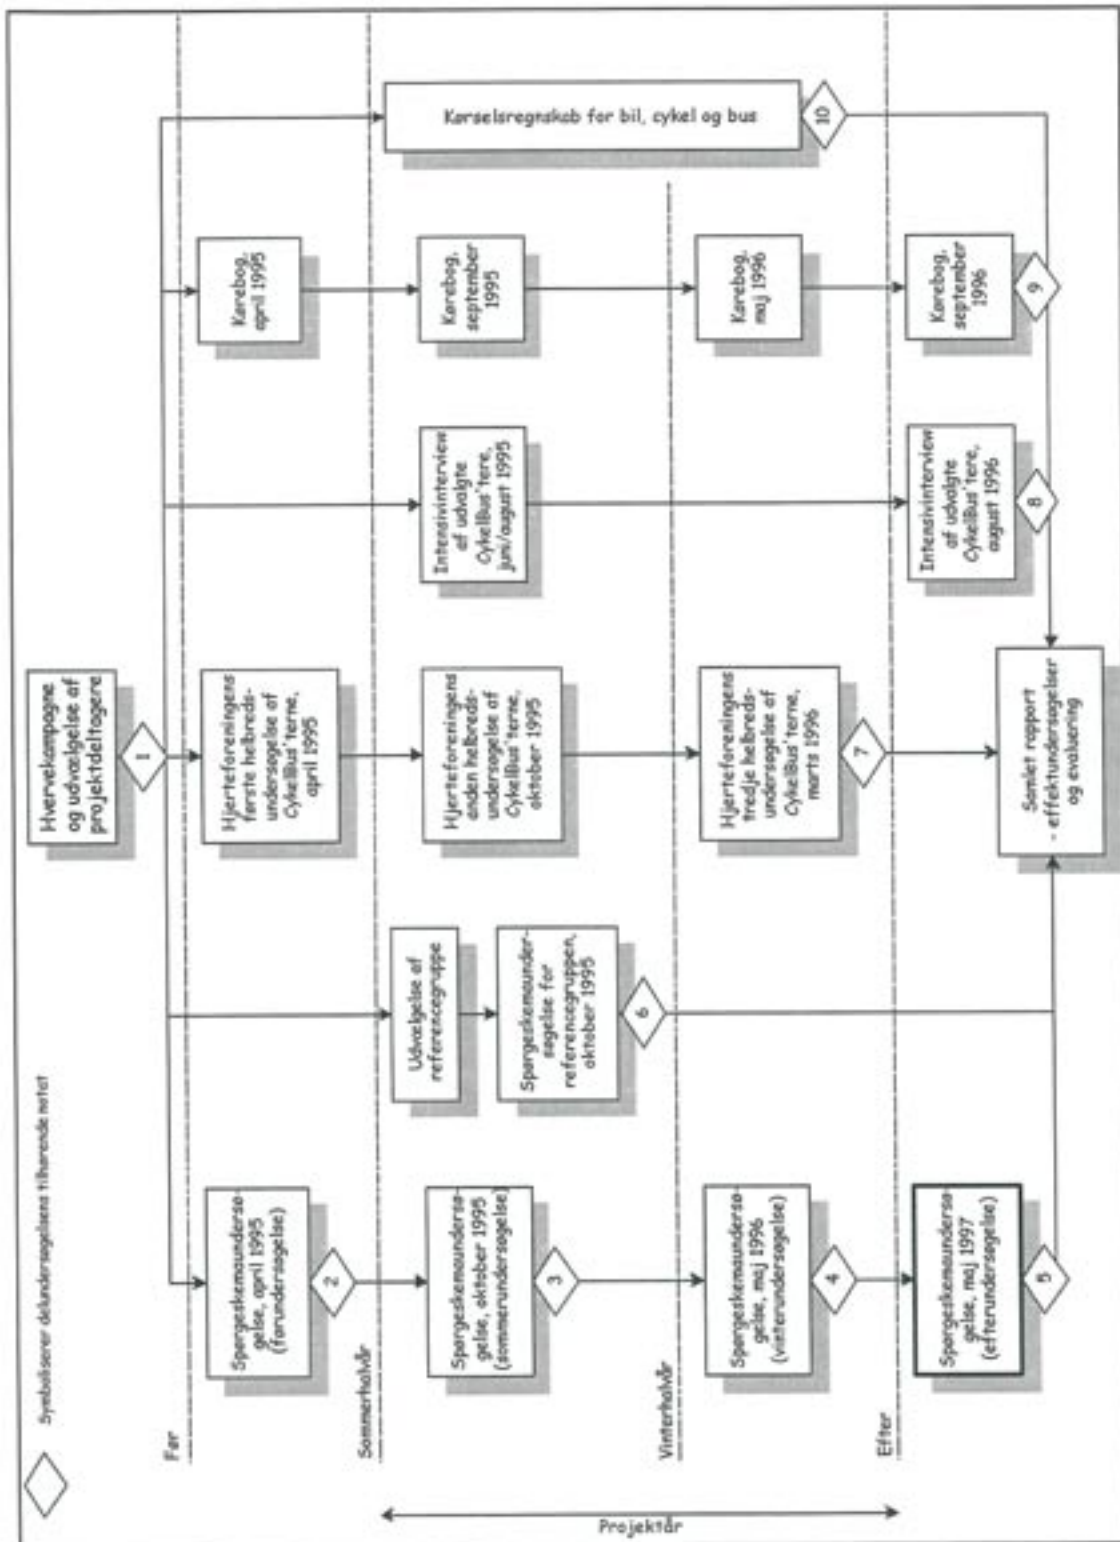 Symboliserer delundersøgelsens tilhørende notat
Hvervekampagne
og udvælgelse af
projektdeltagere
1
Før
Spørgeskemaundersø-
gelse, april 1995
(førundersøgelse)
2
Hjerteforeningens
første helbreds-
undersøgelse af
CykelBus'terne,
april 1995
Kørebog,
april 1995
Sommerhalvår
Spørgeskemaundersø-
gelse, oktober 1995
(sommerundersøgelse)
3
Udvælgelse af
referencegruppe
Spørgeskemaunder-
søgelse for
referencegruppen,
oktober 1995
6
Hjerteforeningens
anden helbreds-
undersøgelse af
CykelBus'terne,
oktober 1995
Intensivinterview
af udvalgte
CykelBus'tere,
juni/august 1995
Kørebog,
september
1995
Kørselsregnskab for bil, cykel og bus
10
Vinterhalvår
Spørgeskemaundersø-
gelse, maj 1996
(vinterundersøgelse)
4
Hjerteforeningens
tredje helbreds-
undersøgelse af
CykelBus'terne,
marts 1996
7
Kørebog,
maj 1996
Efter
Spørgeskemaundersø-
gelse, maj 1997
(efterundersøgelse)
5
Samlet rapport
- effektundersøgelser
og evaluering
Intensivinterview
af udvalgte
CykelBus'tere,
august 1996
8
Kørebog,
september
1996
9
Projektår